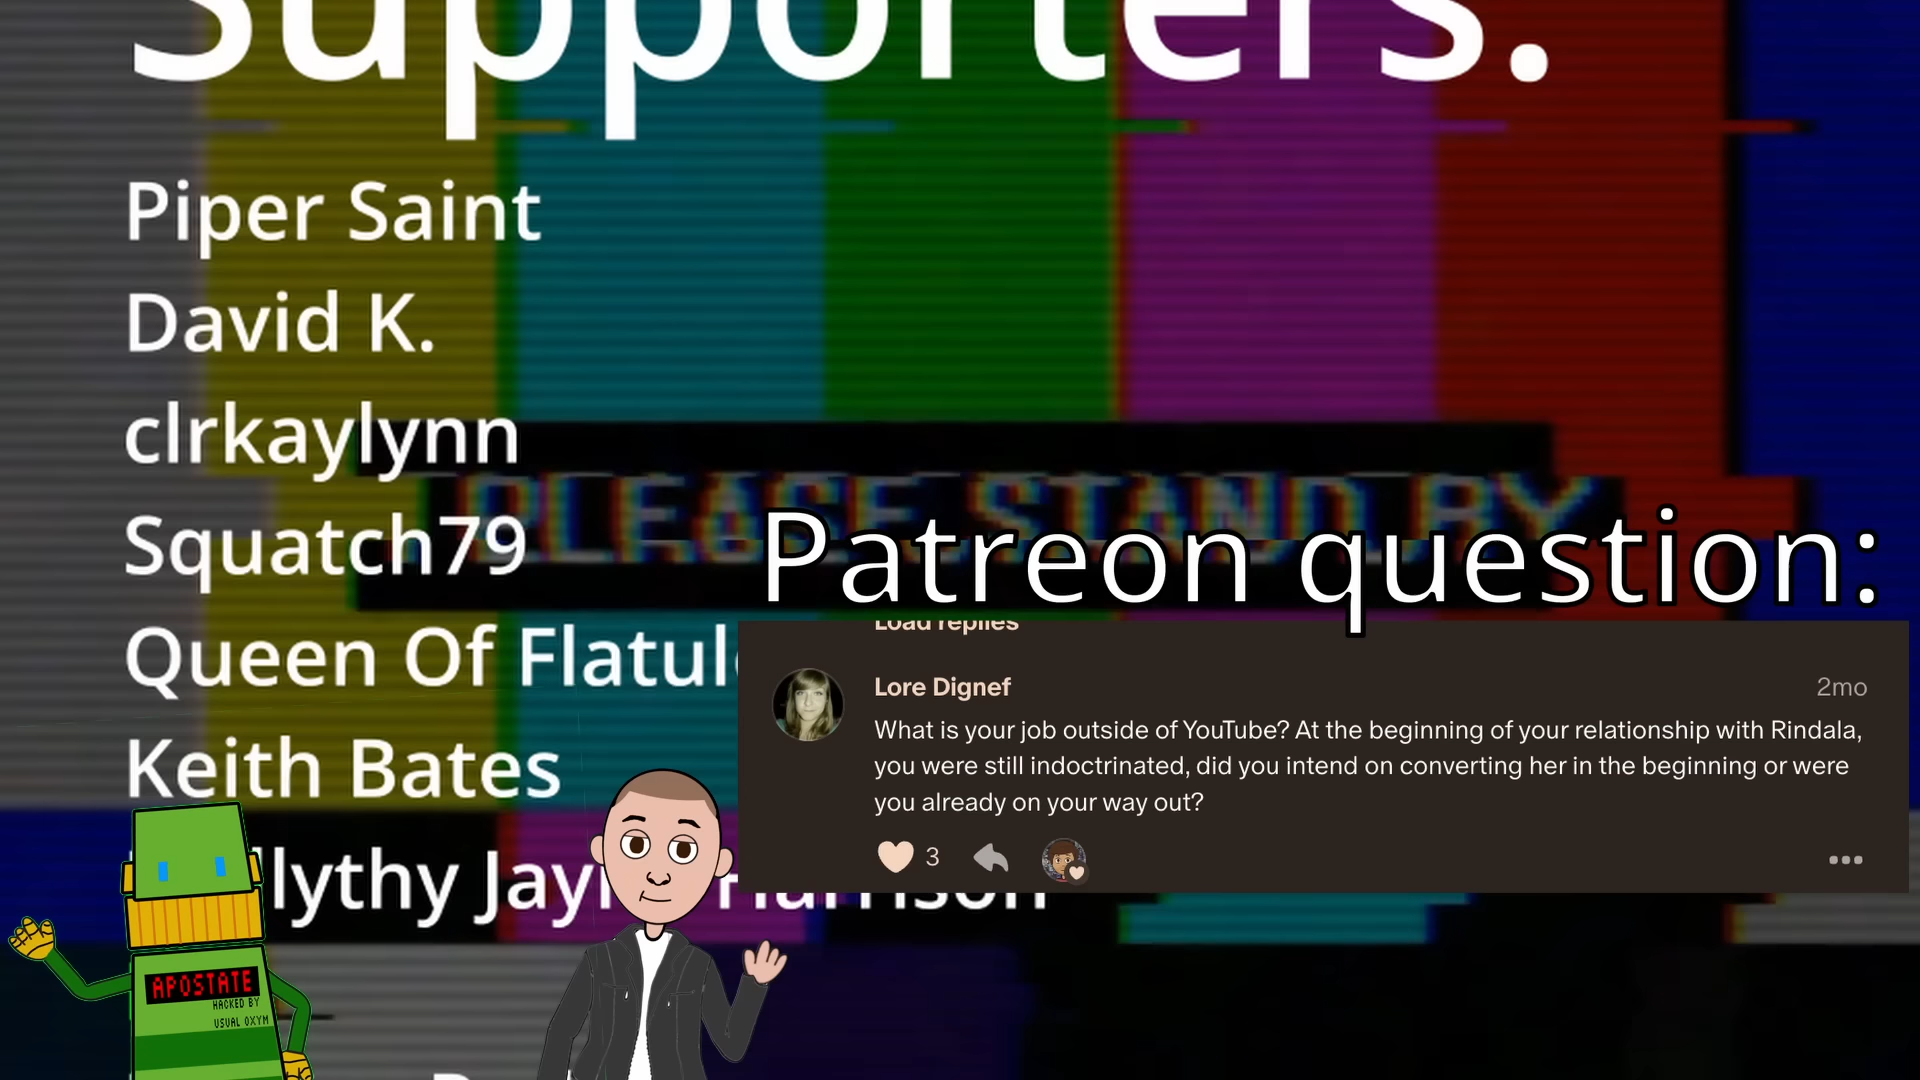 Supporters.
Piper Saint
David K.
clrkaylynn
PLEASE STAND BY
Squatch79
Patreon question:
Queen Of
Load replies
Lore Dignef
2mo
What is your job outside of YouTube? At the beginning of your relationship with Rindala,
you were still indoctrinated, did you intend on converting her in the beginning or were
you already on your way out?
3
Keith Bates
Harrison
APOSTATE
HACKED BY
USUAL OXYM